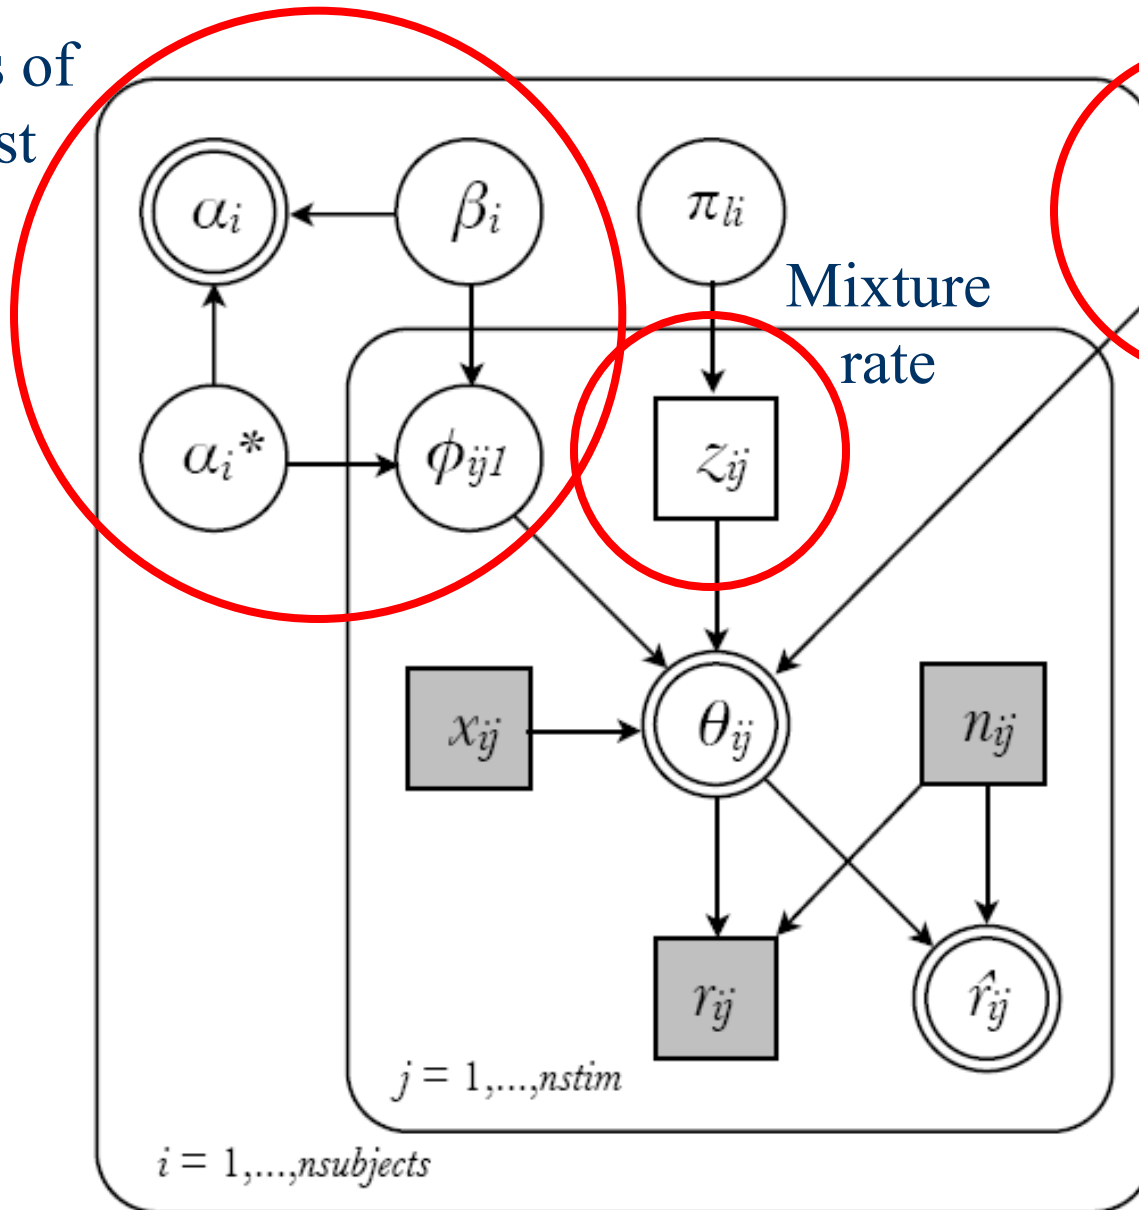 s of
st
αi
βi
πli
Mixture
rate
αi*
ϕij1
zij
xij
θij
nij
rij
r̂ij
j = 1,...,nstim
i = 1,...,nsubjects